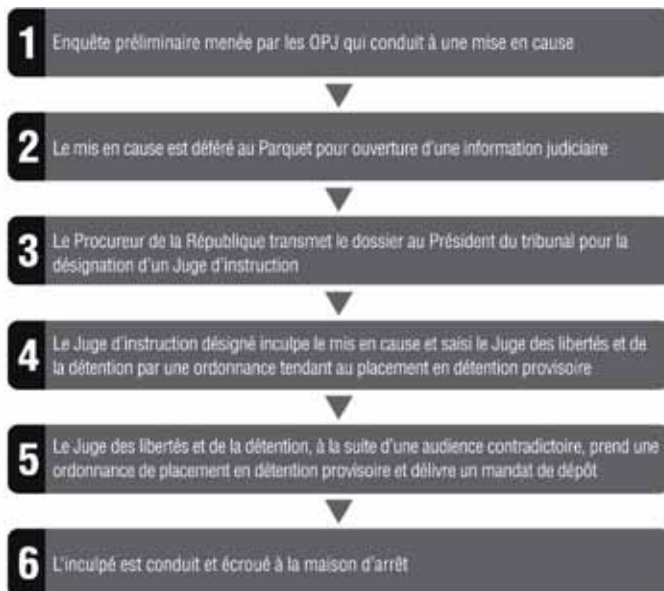 1 Enquête préliminaire menée par les OPJ qui conduit à une mise en cause
2 Le mis en cause est déféré au Parquet pour ouverture d'une information judiciaire
3 Le Procureur de la République transmet le dossier au Président du tribunal pour la
désignation d'un Juge d'instruction
4 Le Juge d'instruction désigné inculpe le mis en cause et saisi le Juge des libertés et de
la détention par une ordonnance tendant au placement en détention provisoire
5 Le Juge des libertés et de la détention, à la suite d'une audience contradictoire, prend une
ordonnance de placement en détention provisoire et délivre un mandat de dépôt
6 L'inculpé est conduit et écroué à la maison d'arrêt